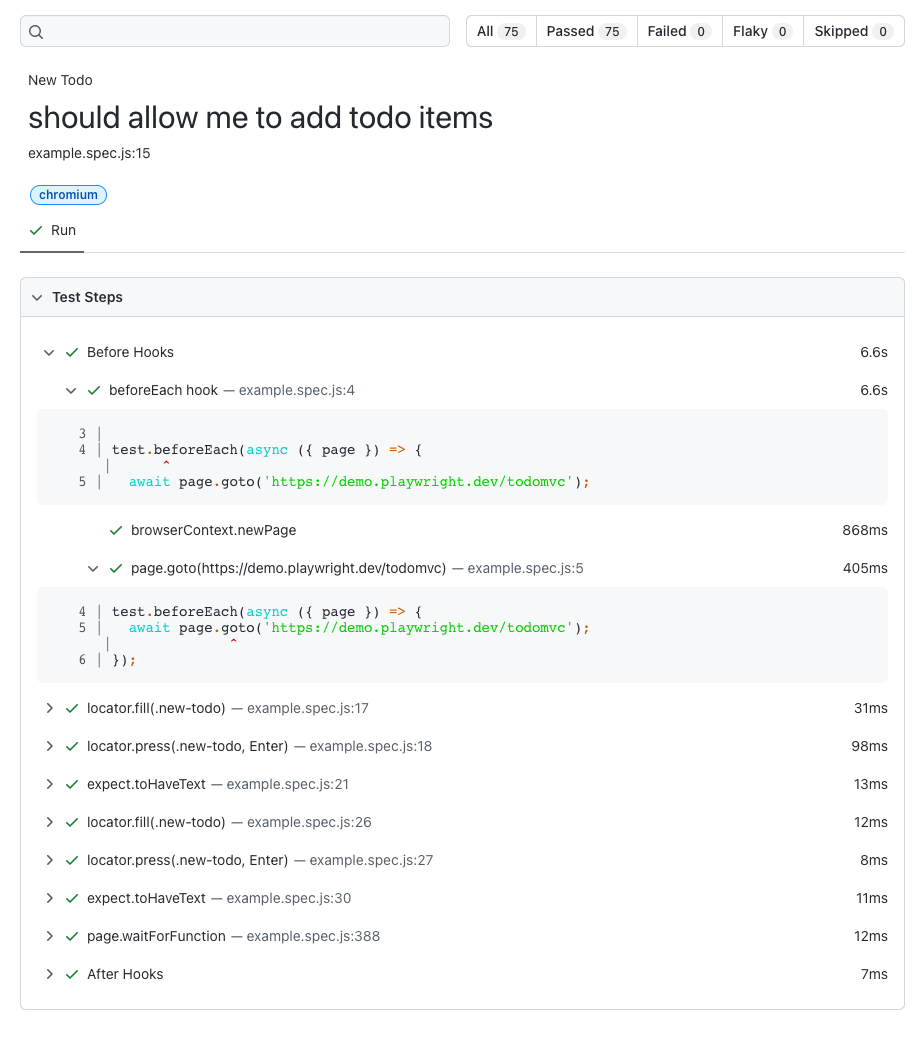 All 75 Passed 75 Failed 0 Flaky 0 Skipped 0
New Todo
should allow me to add todo items
example.spec.js:15
chromium
Run
Test Steps
Before Hooks 6.6s
beforeEach hook — example.spec.js:4 6.6s
3 |
4 | test.beforeEach(async ({ page }) => {
| ^
5 | await page.goto('https://demo.playwright.dev/todomvc');
browserContext.newPage 868ms
page.goto(https://demo.playwright.dev/todomvc) — example.spec.js:5 405ms
4 | test.beforeEach(async ({ page }) => {
5 | await page.goto('https://demo.playwright.dev/todomvc');
| ^
6 | });
locator.fill(.new-todo) — example.spec.js:17 31ms
locator.press(.new-todo, Enter) — example.spec.js:18 98ms
expect.toHaveText — example.spec.js:21 13ms
locator.fill(.new-todo) — example.spec.js:26 12ms
locator.press(.new-todo, Enter) — example.spec.js:27 8ms
expect.toHaveText — example.spec.js:30 11ms
page.waitForFunction — example.spec.js:388 12ms
After Hooks 7ms